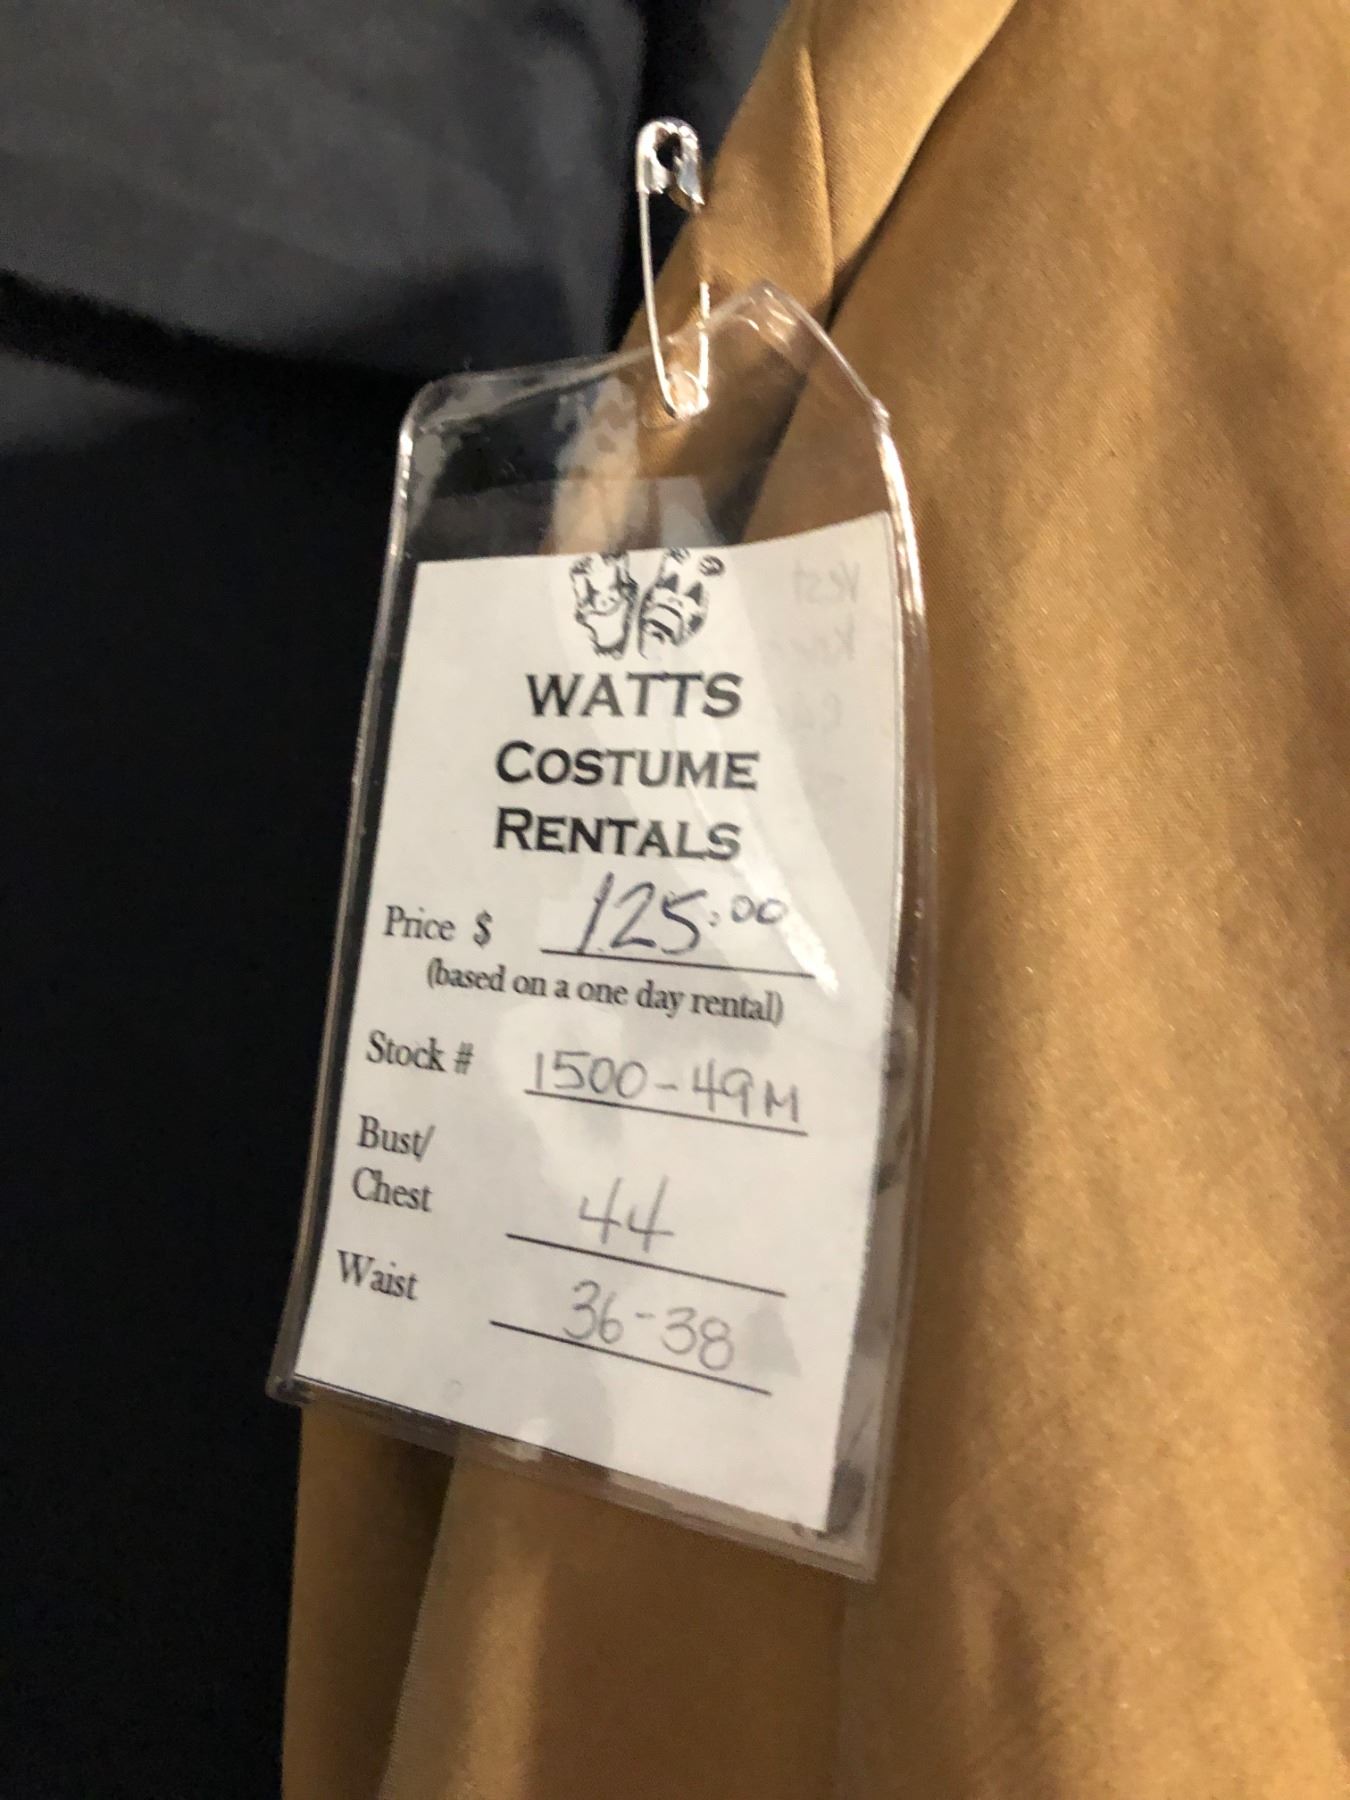 WATTS
COSTUME
RENTALS
Price $ 125.00
(based on a one day rental)
Stock # 1500-49M
Bust/
Chest 44
Waist 36-38